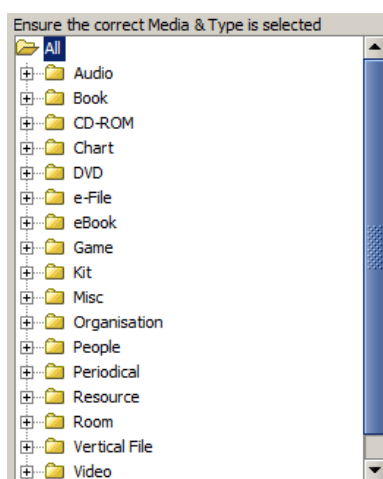 Ensure the correct Media & Type is selected
All
Audio
Book
CD-ROM
Chart
DVD
e-File
eBook
Game
Kit
Misc
Organisation
People
Periodical
Resource
Room
Vertical File
Video